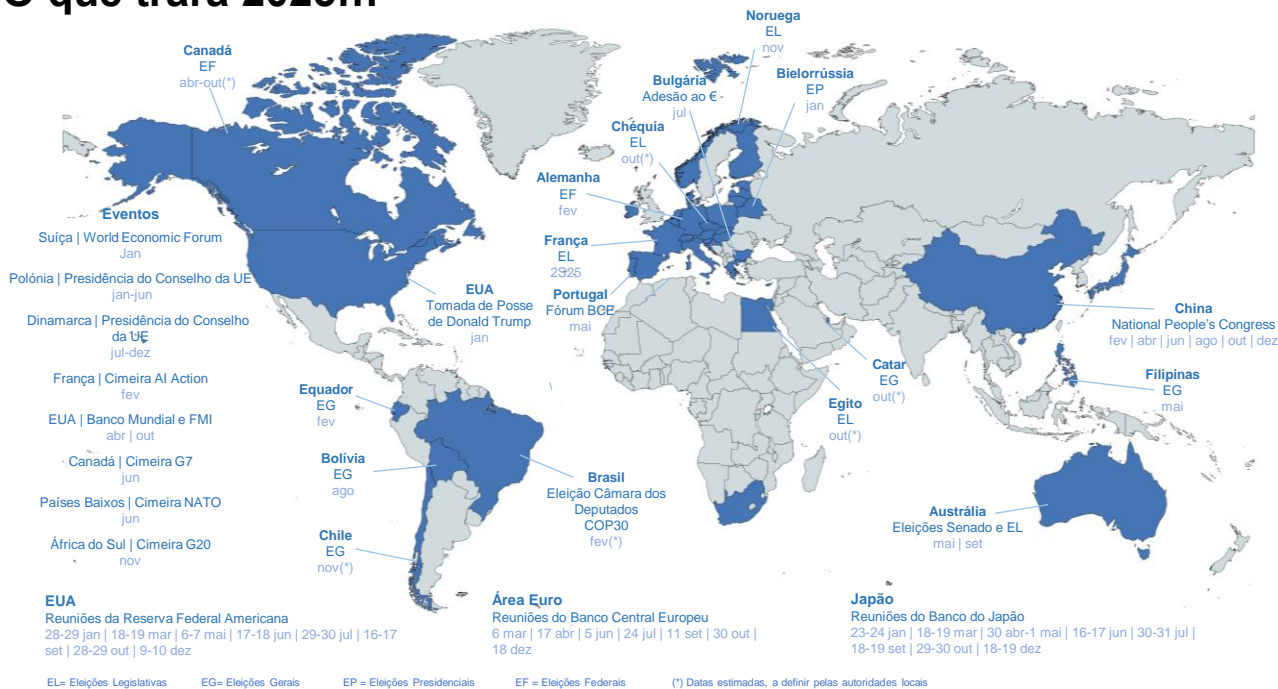 O que trará 2025...
Canadá
EF
abr-out(*)
Noruega
EL
nov
Bulgária
Adesão ao €
jul
Bielorrússia
EP
jan
Chéquia
EL
out(*)
Alemanha
EF
fev
França
EL
Portugal
Fórum BCE
mai
Eventos
Suíça | World Economic Forum
Jan
Polónia | Presidência do Conselho da UE
jan-jun
Dinamarca | Presidência do Conselho
da UE
jul-dez
França | Cimeira AI Action
fev
EUA | Banco Mundial e FMI
abr | out
Canadá | Cimeira G7
jun
Países Baixos | Cimeira NATO
jun
África do Sul | Cimeira G20
nov
EUA
Tomada de Posse
de Donald Trump
jan
Equador
EG
fev
Bolívia
EG
ago
Chile
EG
nov(*)
Brasil
Eleição Câmara dos
Deputados
COP30
fev(*)
Catar
EG
out(*)
Egito
EL
out(*)
China
National People's Congress
fev | abr | jun | ago | out | dez
Filipinas
EG
mai
Austrália
Eleições Senado e EL
mai | set
EUA
Reuniões da Reserva Federal Americana
28-29 jan | 18-19 mar | 6-7 mai | 17-18 jun | 29-30 jul | 16-17
set | 28-29 out | 9-10 dez
Área Euro
Reuniões do Banco Central Europeu
6 mar | 17 abr | 5 jun | 24 jul | 11 set | 30 out |
18 dez
Japão
Reuniões do Banco do Japão
23-24 jan | 18-19 mar | 30 abr-1 mai | 16-17 jun | 30-31 jul |
18-19 set | 29-30 out | 18-19 dez
EL= Eleições Legislativas EG= Eleições Gerais EP = Eleições Presidenciais EF = Eleições Federais (*) Datas estimadas, a definir pelas autoridades locais